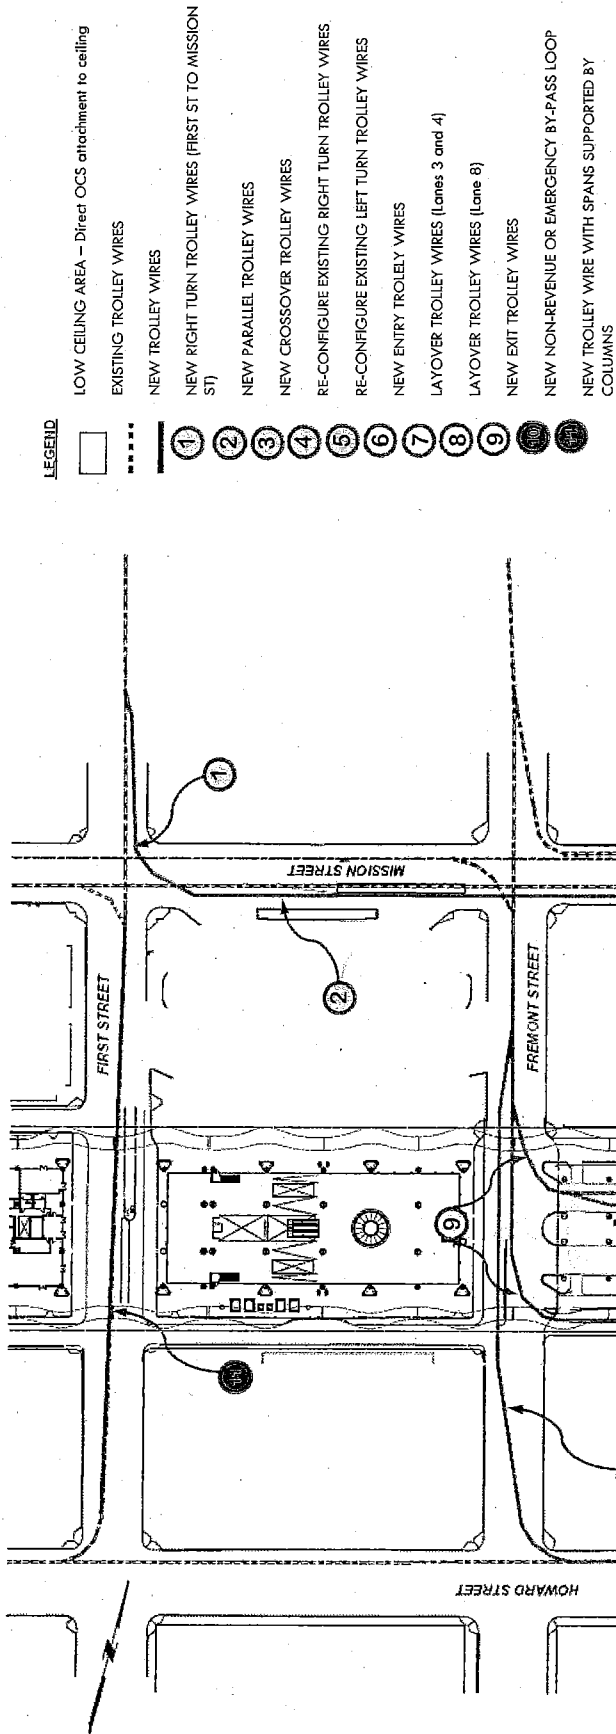 LEGEND
LOW CEILING AREA – Direct OCS attachment to ceiling
EXISTING TROLLEY WIRES
NEW TROLLEY WIRES
1 NEW RIGHT TURN TROLLEY WIRES (FIRST ST TO MISSION
ST)
2 NEW PARALLEL TROLLEY WIRES
3 NEW CROSSOVER TROLLEY WIRES
4 RE-CONFIGURE EXISTING RIGHT TURN TROLLEY WIRES
5 RE-CONFIGURE EXISTING LEFT TURN TROLLEY WIRES
6 NEW ENTRY TROLELY WIRES
7 LAYOVER TROLLEY WIRES (Lanes 3 and 4)
8 LAYOVER TROLLEY WIRES (Lane 8)
9 NEW EXIT TROLLEY WIRES
10 NEW NON-REVENUE OR EMERGENCY BY-PASS LOOP
11 NEW TROLLEY WIRE WITH SPANS SUPPORTED BY
COLUMNS
1
MISSION STREET
2
FIRST STREET
FREMONT STREET
9
11
HOWARD STREET